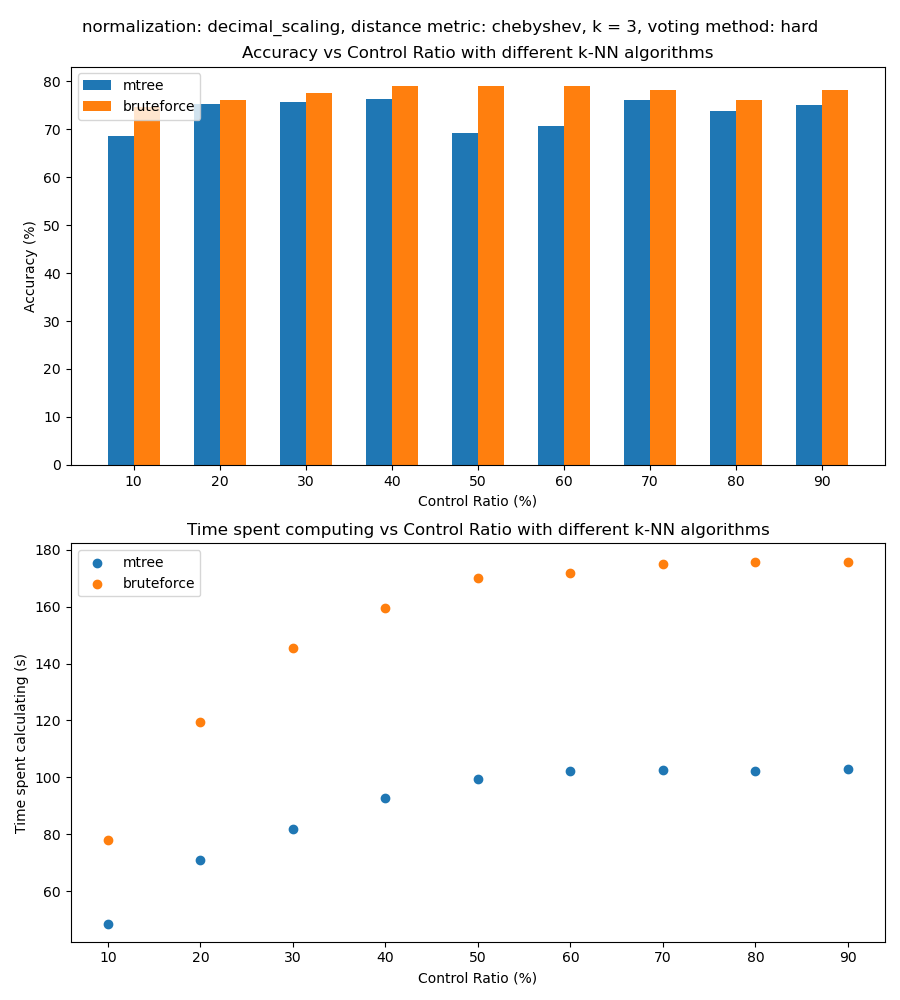 normalization: decimal_scaling, distance metric: chebyshev, k = 3, voting method: hard
Accuracy vs Control Ratio with different k-NN algorithms
mtree
bruteforce
80
70
60
50
40
30
20
10
0
Accuracy (%)
10 20 30 40 50 60 70 80 90
Control Ratio (%)
Time spent computing vs Control Ratio with different k-NN algorithms
mtree
bruteforce
180
160
140
120
100
80
60
Time spent calculating (s)
10 20 30 40 50 60 70 80 90
Control Ratio (%)